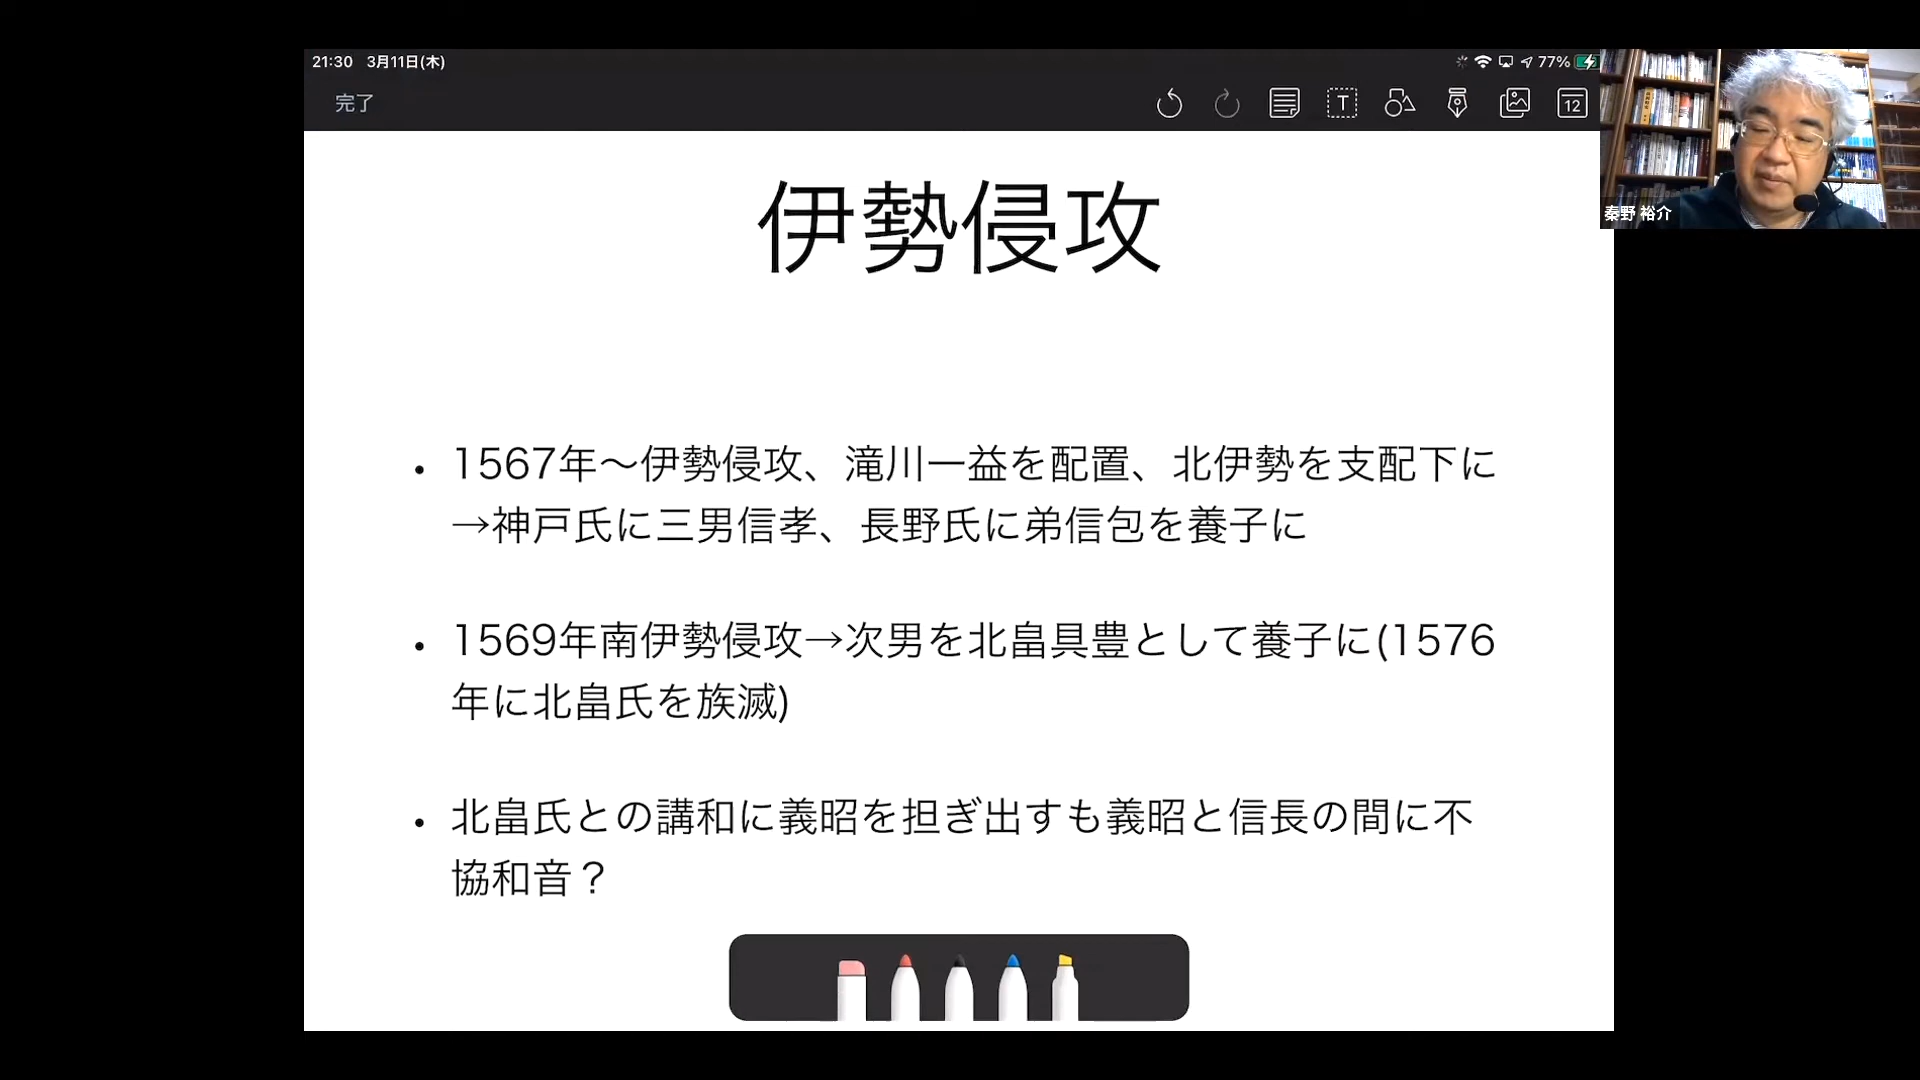 21:30 3月11日(木)
77%
完了
T
12
秦野 裕介
伊勢侵攻
• 1567年〜伊勢侵攻、滝川一益を配置、北伊勢を支配下に
→神戸氏に三男信孝、長野氏に弟信包を養子に
• 1569年南伊勢侵攻→次男を北畠具豊として養子に(1576
年に北畠氏を族滅)
• 北畠氏との講和に義昭を担ぎ出すも義昭と信長の間に不
協和音？